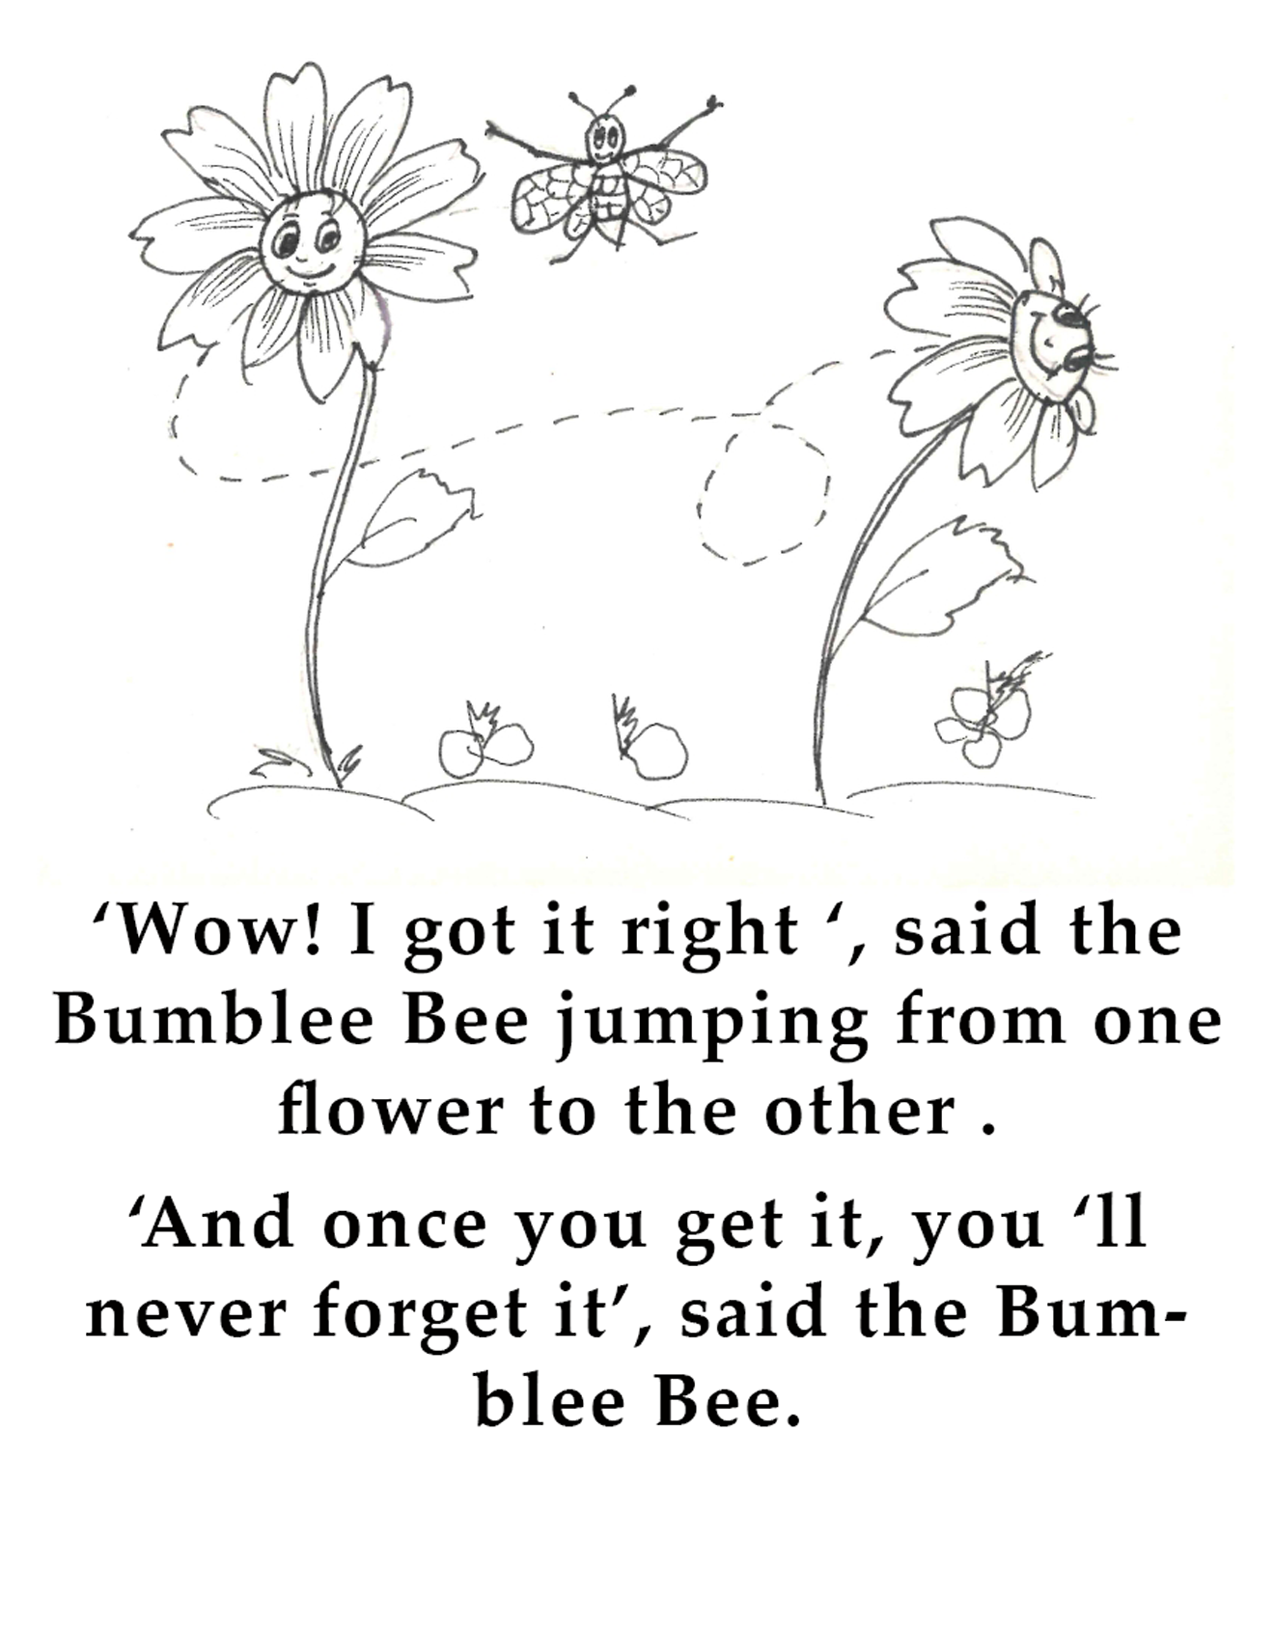 ‘Wow! I got it right ‘, said the
Bumblee Bee jumping from one
flower to the other .
‘And once you get it, you ‘ll
never forget it’, said the Bum-
blee Bee.